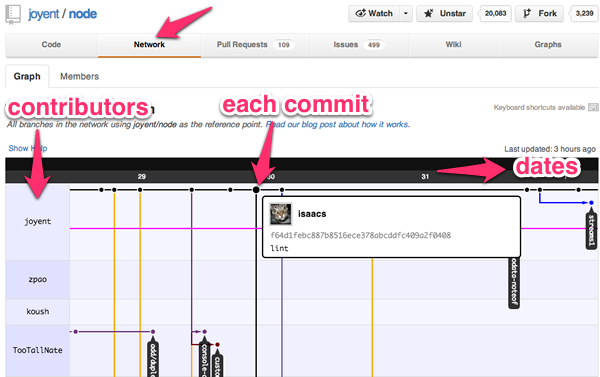 joyent / node
Watch
Unstar
20,083
Fork
3,239
Code
Network
Pull Requests 109
Issues 499
Wiki
Graphs
Graph
Members
contributors
each commit
Keyboard shortcuts available
All branches in the network using joyent/node as the reference point. Read our blog post about how it works.
Show Help
Last updated: 3 hours ago
dates
29
30
31
joyent
isaacs
f64d1febc887b8516ece378abcddfc409a2f0408
lint
streams1
zpao
koush
TooTallNate